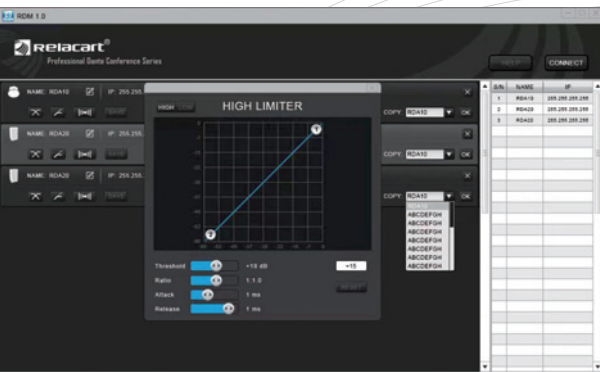 RDM 1.0
Relacart®
Professional Dante Conference Series
HELP
CONNECT
NAME: RDA10
IP: 255.255.
COPY RDA10 OK
NAME: RDA20
IP: 255.255.
SAVE
COPY RDA10 OK
NAME: RDA20
IP: 255.255.
COPY RDA10 OK
RDA10
ABCDEFGH
ABCDEFGH
ABCDEFGH
ABCDEFGH
ABCDEFGH
ABCDEFGH
HIGH
HIGH LIMITER
T
T
Threshold +18 dB
+15
Ratio 1:1.0
RESET
Attack 1 ms
Release 1 ms
S/N NAME IP
1 RDA10 255.255.255.255
2 RDA20 255.255.255.255
3 RDA20 255.255.255.255